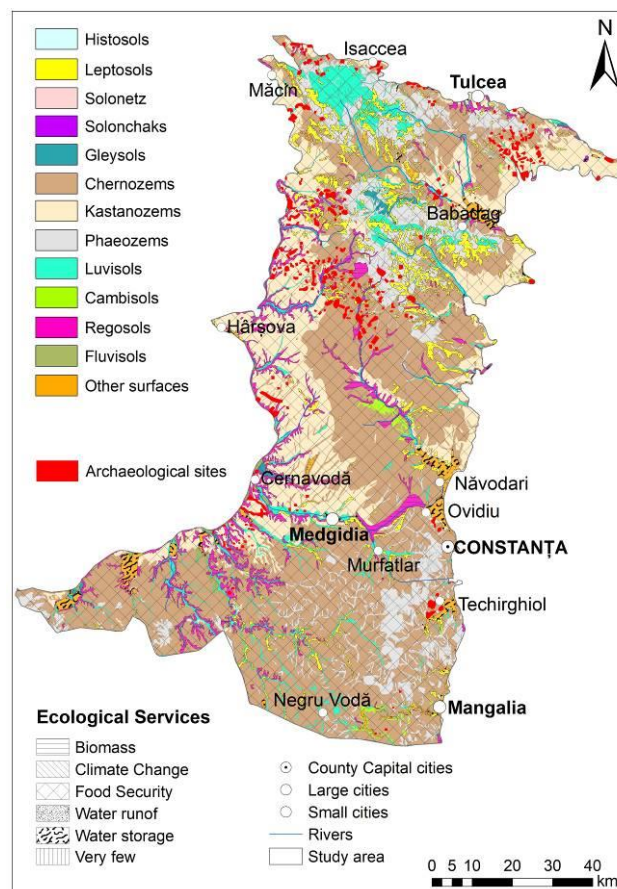 Histosols
Leptosols
Solonetz
Solonchaks
Gleysols
Chernozems
Kastanozems
Phaeozems
Luvisols
Cambisols
Regosols
Fluvisols
Other surfaces
Archaeological sites
N
Isaccea
Măcin
Tulcea
Babadag
Hârșova
Cernavodă
Năvodari
Ovidiu
Medgidia
CONSTANȚA
Murfatlar
Techirghiol
Negru Vodă
Mangalia
Ecological Services
Biomass
Climate Change
Food Security
Water runof
Water storage
Very few
County Capital cities
Large cities
Small cities
Rivers
Study area
0 5 10 20 30 40
km